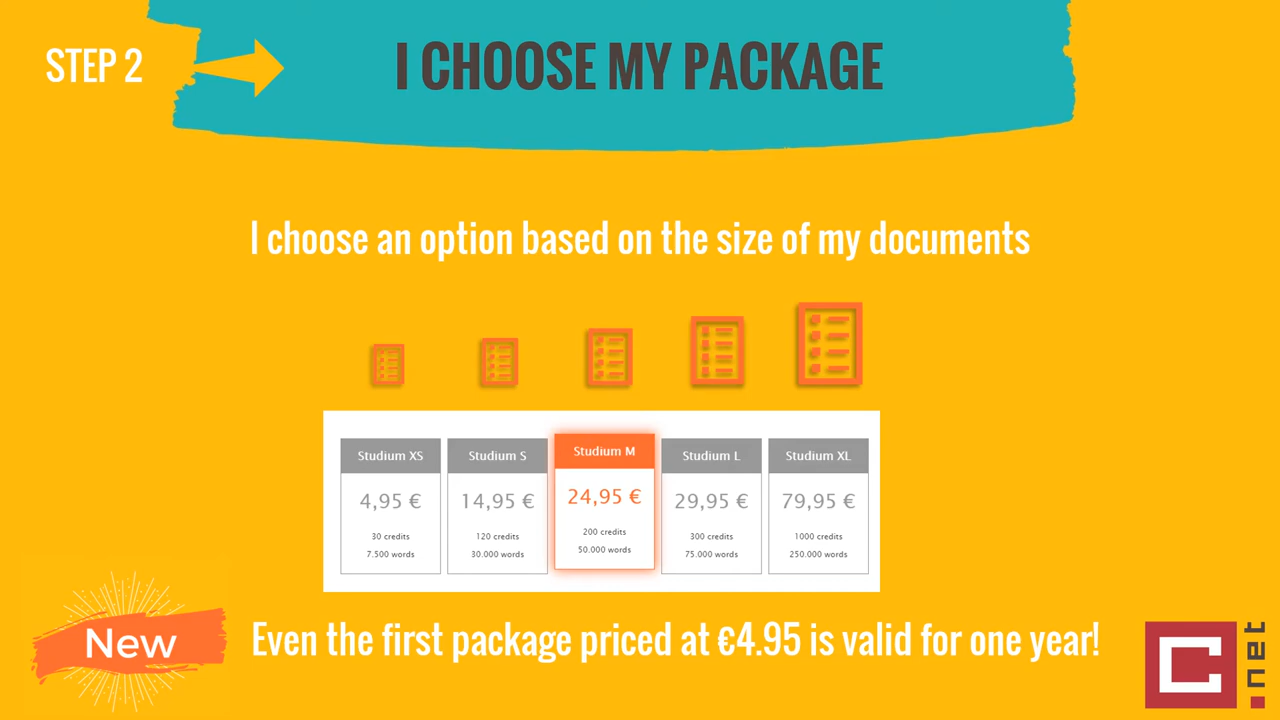 STEP 2
I CHOOSE MY PACKAGE
I choose an option based on the size of my documents
Studium XS
4,95 €
30 credits
7.500 words
Studium S
14,95 €
120 credits
30.000 words
Studium M
24,95 €
200 credits
50.000 words
Studium L
29,95 €
300 credits
75.000 words
Studium XL
79,95 €
1000 credits
250.000 words
New
Even the first package priced at €4.95 is valid for one year!
C
.net